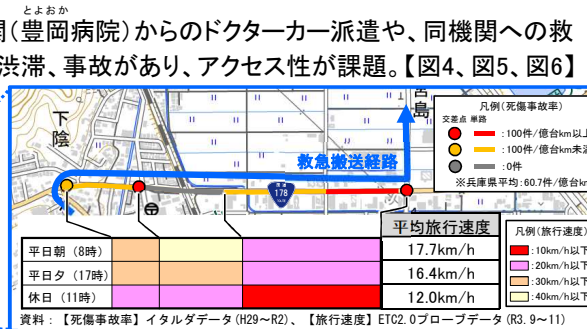 とよおか
関(豊岡病院)からのドクターカー派遣や、同機関への救
渋滞、事故があり、アクセス性が課題。【図4、図5、図6】
下陰
宮島
救急搬送経路
178
凡例(死傷事故率)
交差点 単路
:100件/億台km以上
:100件/億台km未満
:0件
※兵庫県平均:60.7件/億台km
平均旅行速度
平日朝 (8時) 17.7km/h
平日夕 (17時) 16.4km/h
休日 (11時) 12.0km/h
凡例(旅行速度)
:10km/h以下
:20km/h以下
:30km/h以下
:40km/h以下
資料:【死傷事故率】イタルダデータ(H29~R2)、【旅行速度】ETC2.0プローブデータ(R3.9~11)